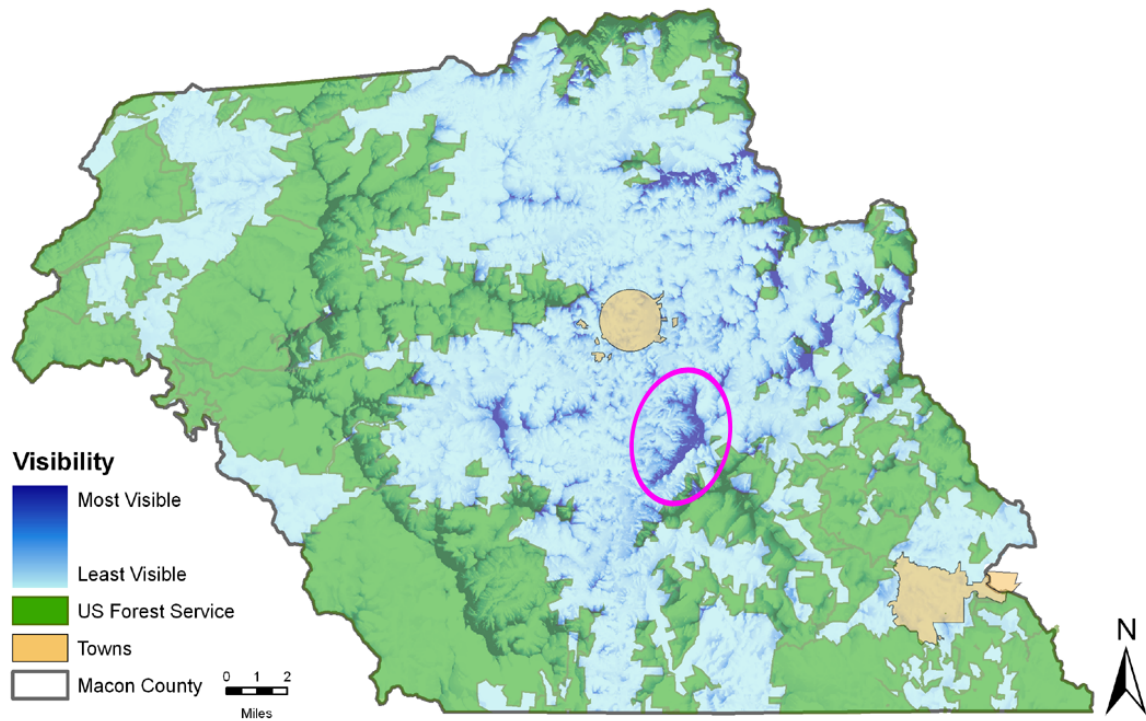 Visibility
Most Visible
Least Visible
US Forest Service
Towns
Macon County
0 1 2
Miles
N